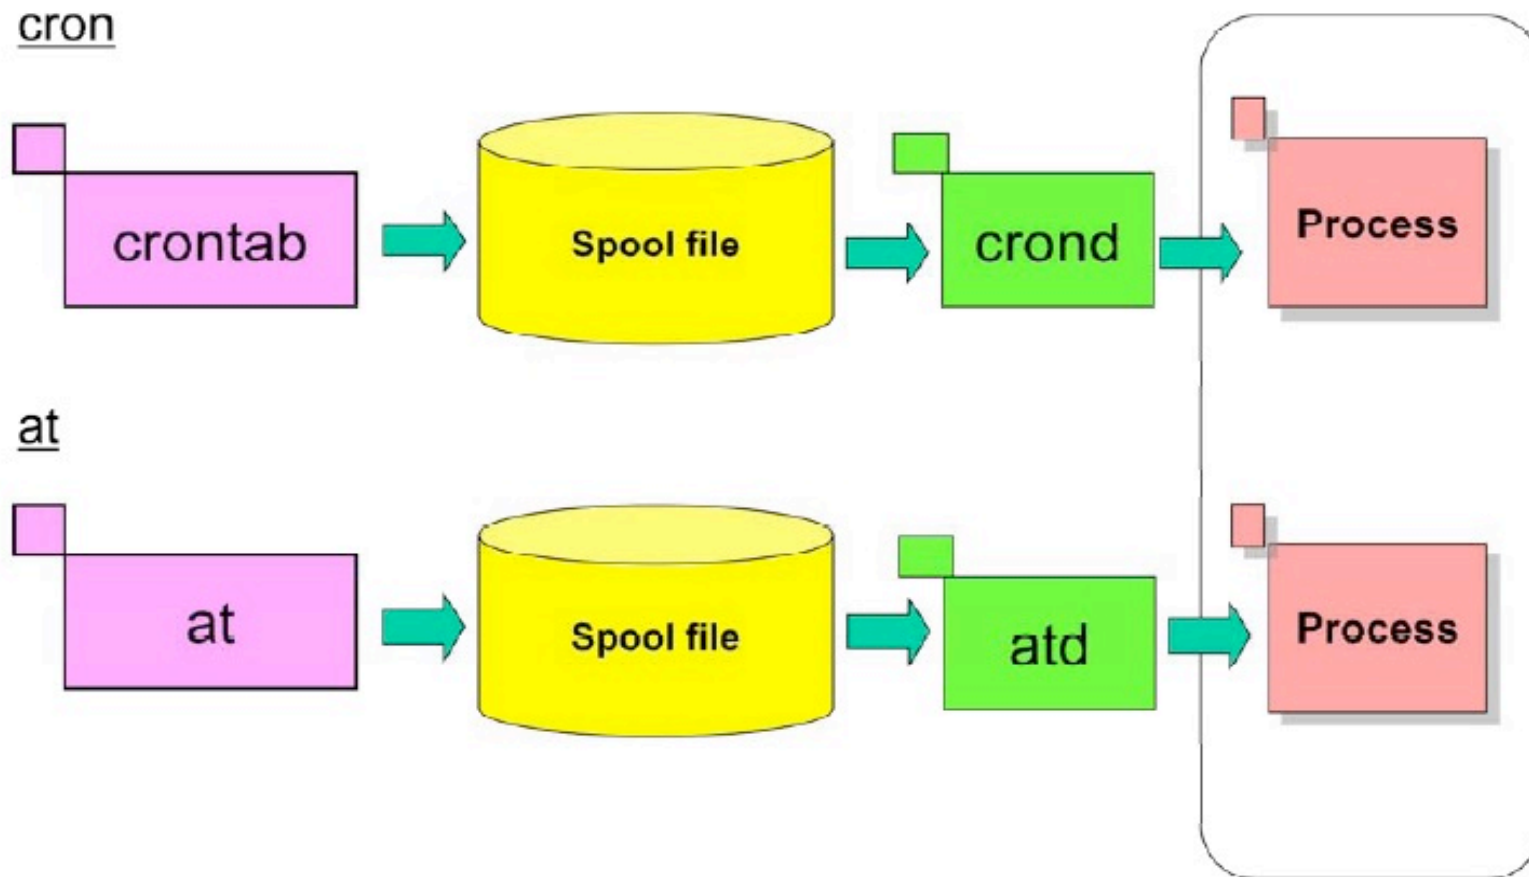 cron
crontab
Spool file
crond
Process
at
at
Spool file
atd
Process